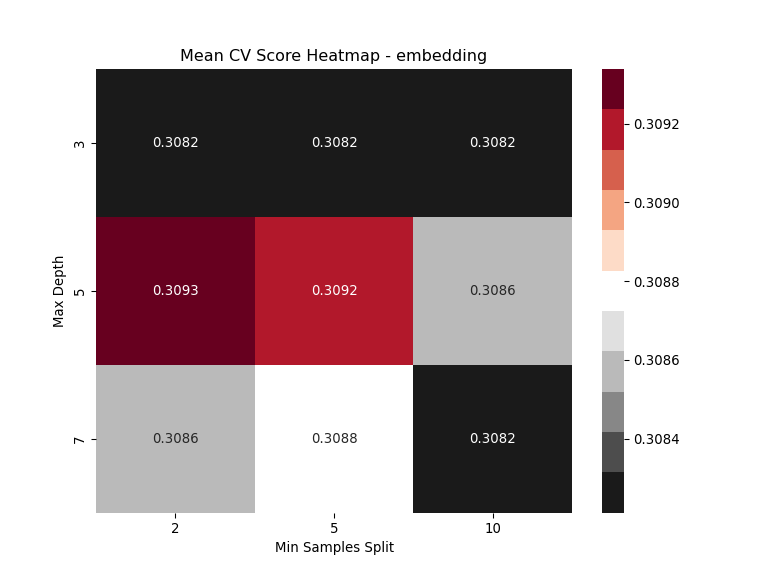 Mean CV Score Heatmap - embedding
Max Depth
3
0.3082 0.3082 0.3082
5
0.3093 0.3092 0.3086
7
0.3086 0.3088 0.3082
2 5 10
Min Samples Split
0.3092
0.3090
0.3088
0.3086
0.3084